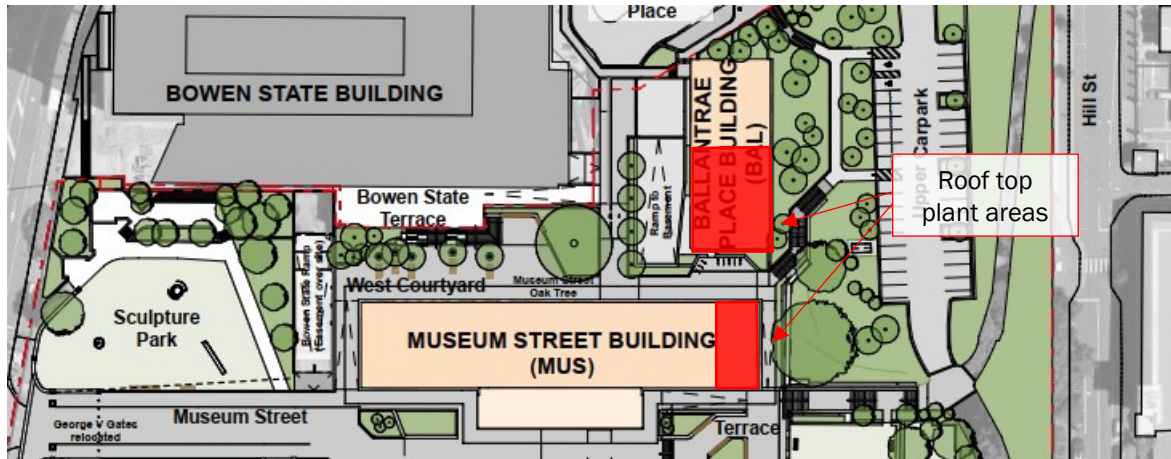 Place
BOWEN STATE BUILDING
BALLANTRAE
PLACE BUILDING
(BAL)
Hill St
Upper Carpark
Roof top
plant areas
Ramp to
Basement
Bowen State
Terrace
Bowen State Ramp
(Easement over site)
West Courtyard
Museum Street
Oak Tree
Sculpture
Park
MUSEUM STREET BUILDING
(MUS)
Museum Street
George V Gates
relocated
Terrace